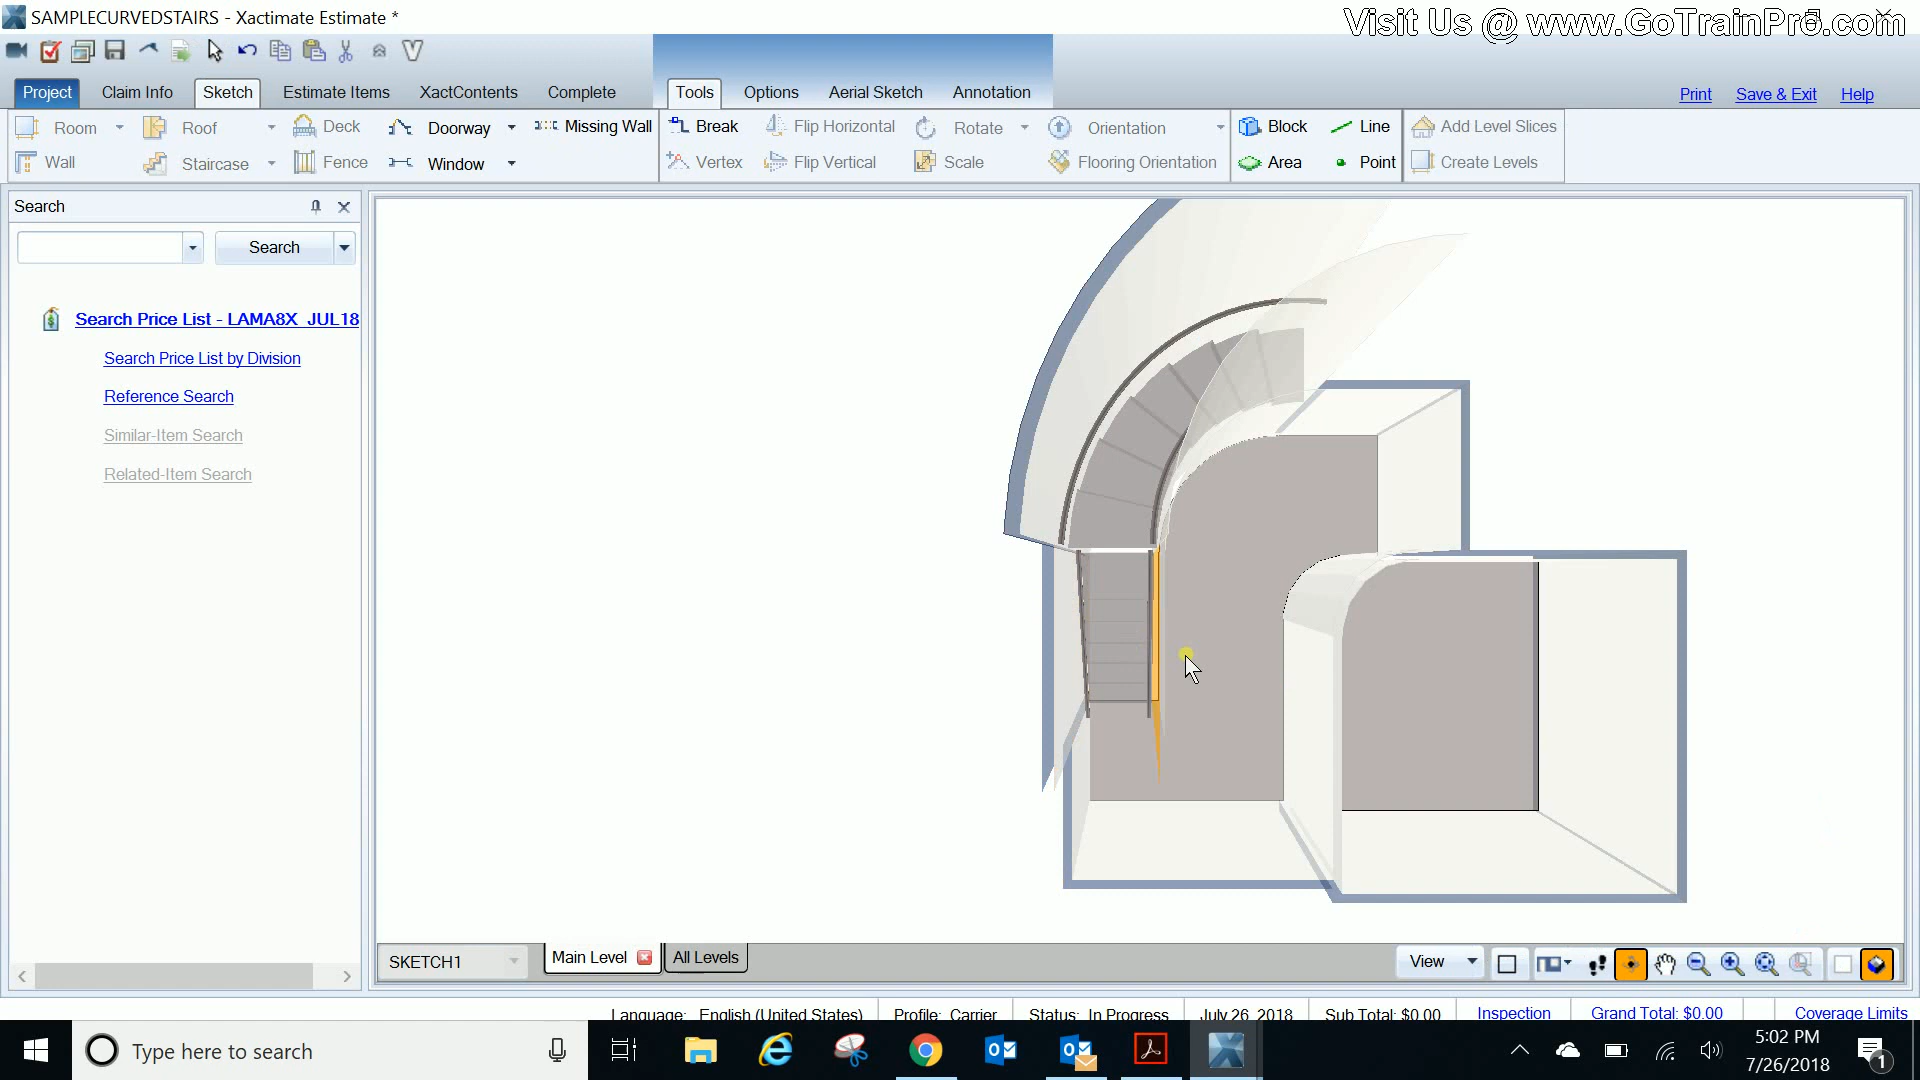 SAMPLECURVEDSTAIRS - Xactimate Estimate *
Visit Us @ www.GoTrainPro.com
Project Claim Info Sketch Estimate Items XactContents Complete Tools Options Aerial Sketch Annotation Print Save & Exit Help
Room Roof Deck Doorway Missing Wall Break Flip Horizontal Rotate Orientation Block Line Add Level Slices
Wall Staircase Fence Window Vertex Flip Vertical Scale Flooring Orientation Area Point Create Levels
Search
Search
Search Price List - LAMA8X_JUL18
Search Price List by Division
Reference Search
Similar-Item Search
Related-Item Search
SKETCH1 Main Level All Levels View
Language: English (United States) Profile: Carrier Status: In Progress July 26, 2018 Sub Total: $0.00 Inspection Grand Total: $0.00 Coverage Limits
Type here to search
5:02 PM
7/26/2018
1